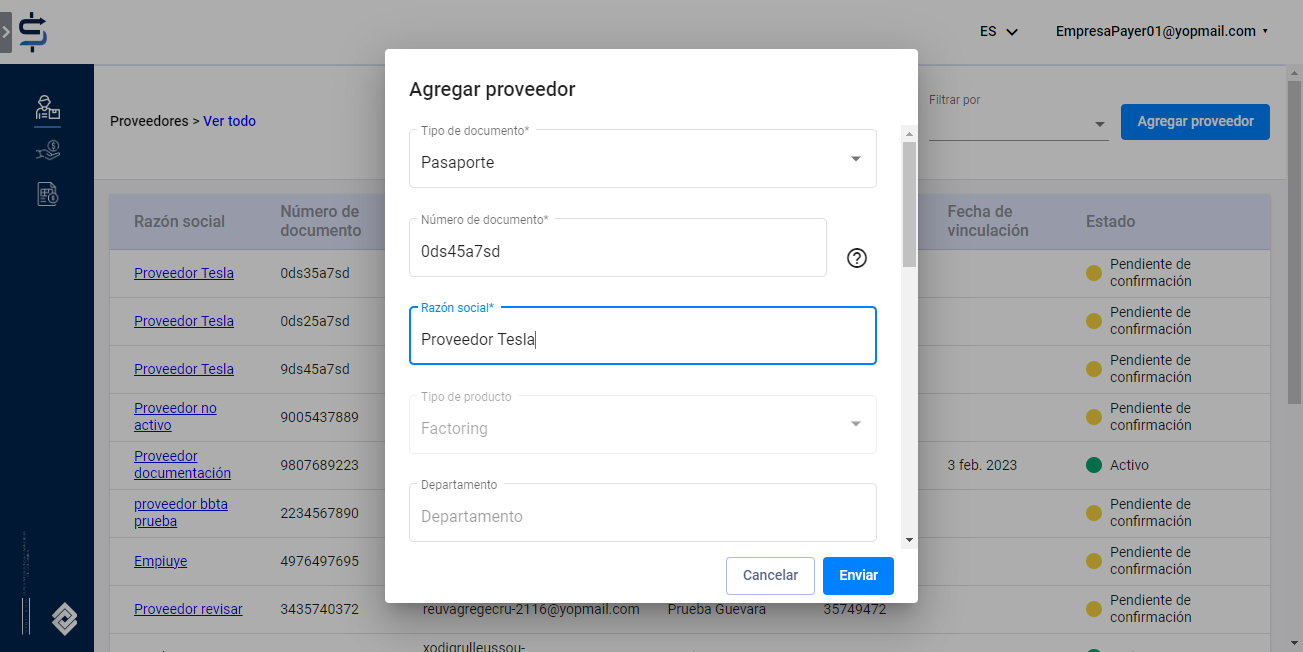 ES
EmpresaPayer01@yopmail.com
Proveedores > Ver todo
Filtrar por
Agregar proveedor
Agregar proveedor
Tipo de documento*
Pasaporte
Número de documento*
0ds45a7sd
Razón social*
Proveedor Tesla
Tipo de producto
Factoring
Departamento
Departamento
Cancelar
Enviar
Razón social
Número de
documento
Fecha de
vinculación
Estado
Proveedor Tesla
0ds35a7sd
Pendiente de
confirmación
Proveedor Tesla
0ds25a7sd
Pendiente de
confirmación
Proveedor Tesla
9ds45a7sd
Pendiente de
confirmación
Proveedor no
activo
9005437889
Pendiente de
confirmación
Proveedor
documentación
9807689223
3 feb. 2023
Activo
proveedor bbta
prueba
2234567890
Pendiente de
confirmación
Empiuye
4976497695
Pendiente de
confirmación
Proveedor revisar
3435740372
reuvagregecru-2116@yopmail.com
Prueba Guevara
35749472
Pendiente de
confirmación
xodigrulleussou-